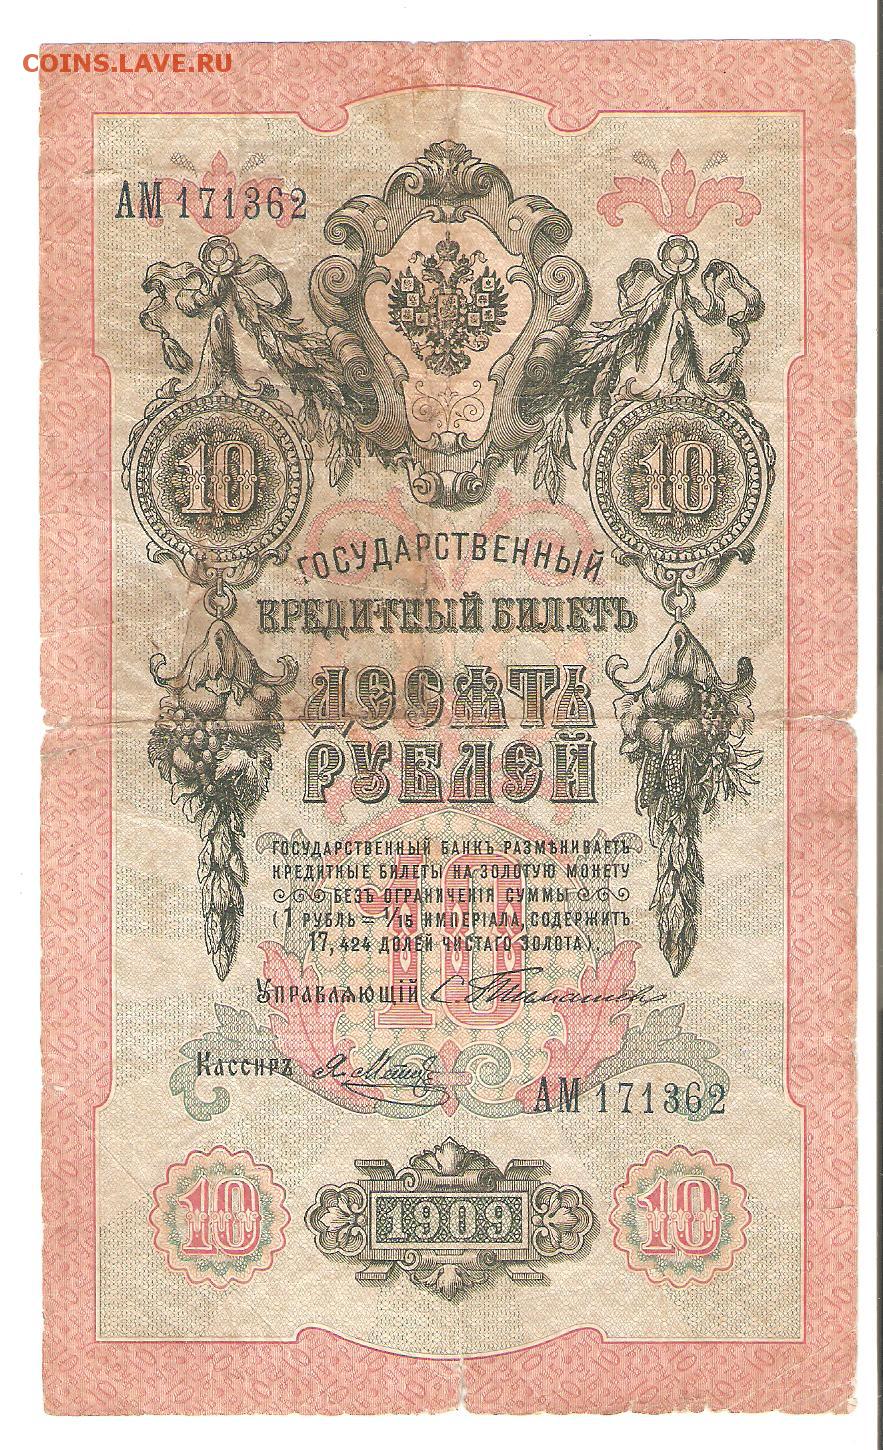 COINS.LAVE.RU
АМ 171362
10
10
ГОСУДАРСТВЕННЫЙ
КРЕДИТНЫЙ БИЛЕТЪ
ДЕСЯТЬ
РУБЛЕЙ
ГОСУДАРСТВЕННЫЙ БАНКЪ РАЗМѢНИВАЕТЪ
КРЕДИТНЫЕ БИЛЕТЫ НА ЗОЛОТУЮ МОНЕТУ
БЕЗЪ ОГРАНИЧЕНІЯ СУММЫ
(1 РУБЛЬ = 1/15 ИМПЕРІАЛА, СОДЕРЖИТЪ
17,424 ДОЛЕЙ ЧИСТАГО ЗОЛОТА).
10
УПРАВЛЯЮЩІЙ С. Тимашевъ
КАССИРЪ
АМ 171362
10
1909
10